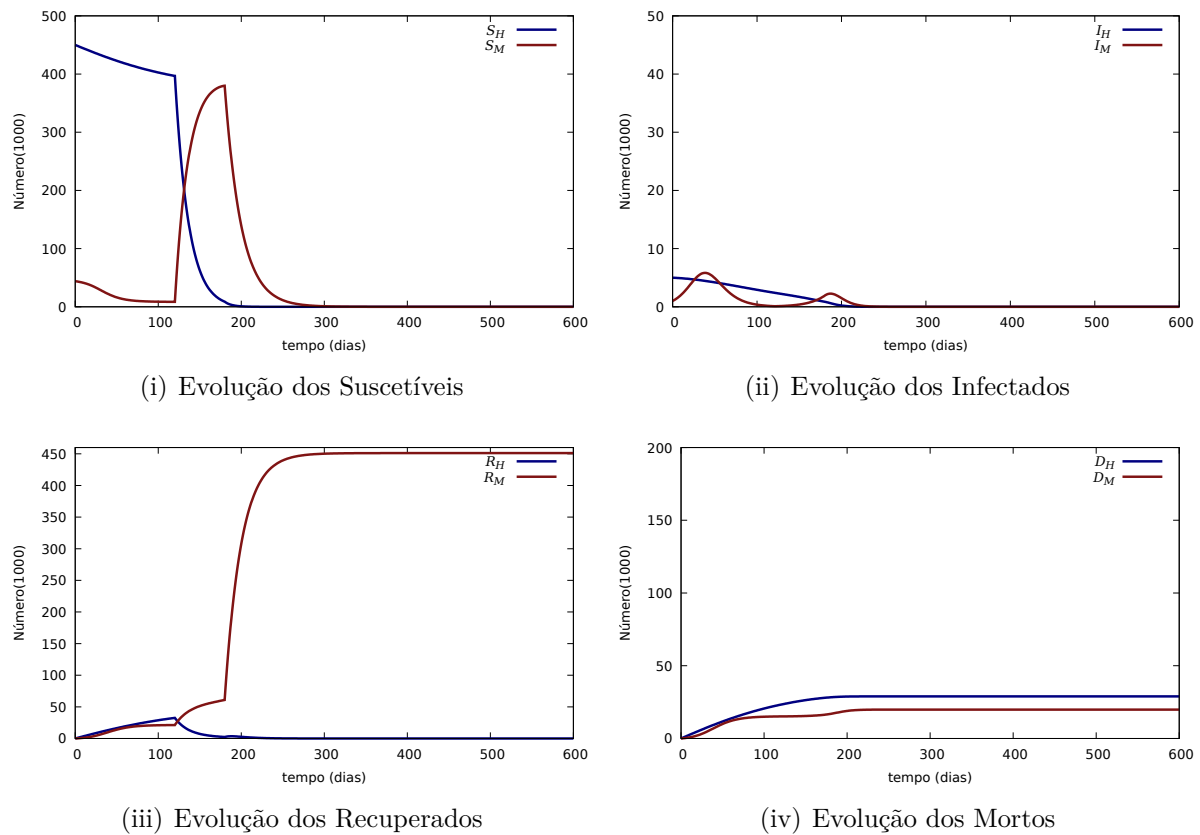 50
S_H
S_M
500
400
300
200
100
0
Número(1000)
0 100 200 300 400 500 600
tempo (dias)
(i) Evolução dos Suscetíveis
I_H
I_M
50
40
30
20
10
0
Número(1000)
0 100 200 300 400 500 600
tempo (dias)
(ii) Evolução dos Infectados
R_H
R_M
450
400
350
300
250
200
150
100
50
0
Número(1000)
0 100 200 300 400 500 600
tempo (dias)
(iii) Evolução dos Recuperados
D_H
D_M
200
150
100
50
0
Número(1000)
0 100 200 300 400 500 600
tempo (dias)
(iv) Evolução dos Mortos